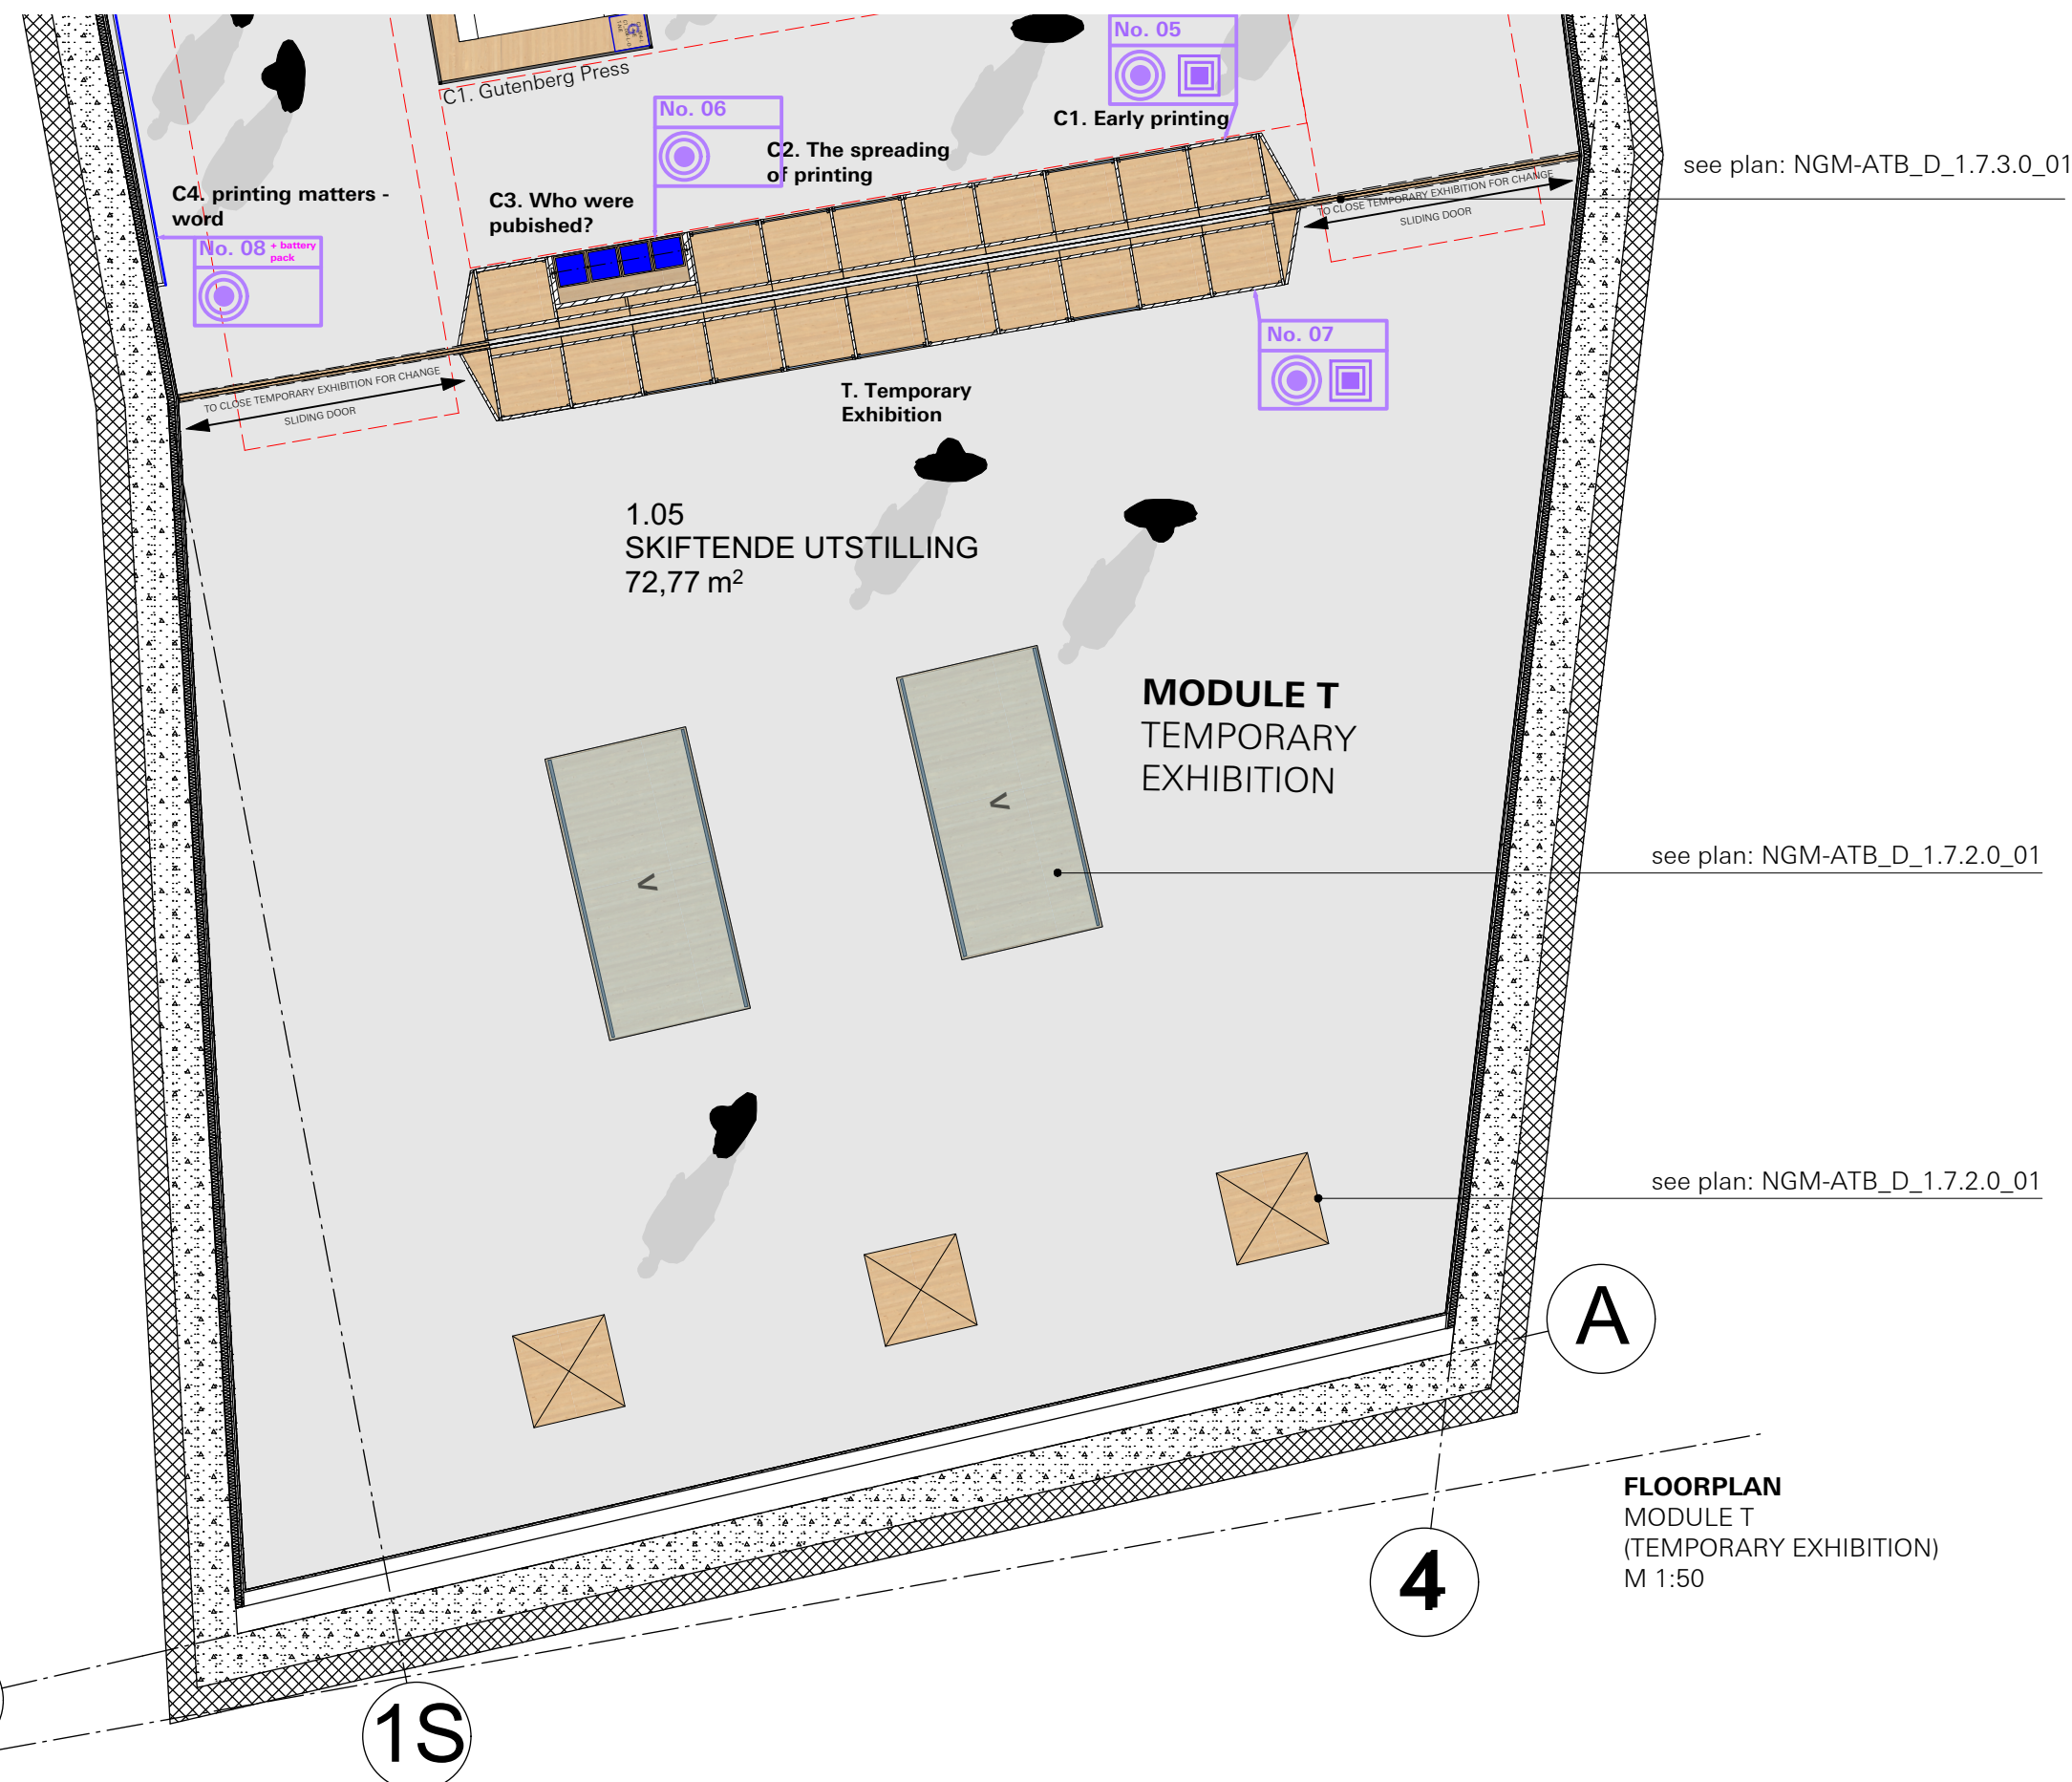 No. 05
C1. Gutenberg Press
No. 06
C1. Early printing
C2. The spreading
of printing
see plan: NGM-ATB_D_1.7.3.0_01
C4. printing matters -
word
C3. Who were
pubished?
TO CLOSE TEMPORARY EXHIBITION FOR CHANGE
SLIDING DOOR
No. 08 + battery
pack
No. 07
TO CLOSE TEMPORARY EXHIBITION FOR CHANGE
SLIDING DOOR
T. Temporary
Exhibition
1.05
SKIFTENDE UTSTILLING
72,77 m²
MODULE T
TEMPORARY
EXHIBITION
<
<
see plan: NGM-ATB_D_1.7.2.0_01
see plan: NGM-ATB_D_1.7.2.0_01
A
FLOORPLAN
MODULE T
(TEMPORARY EXHIBITION)
M 1:50
4
1S